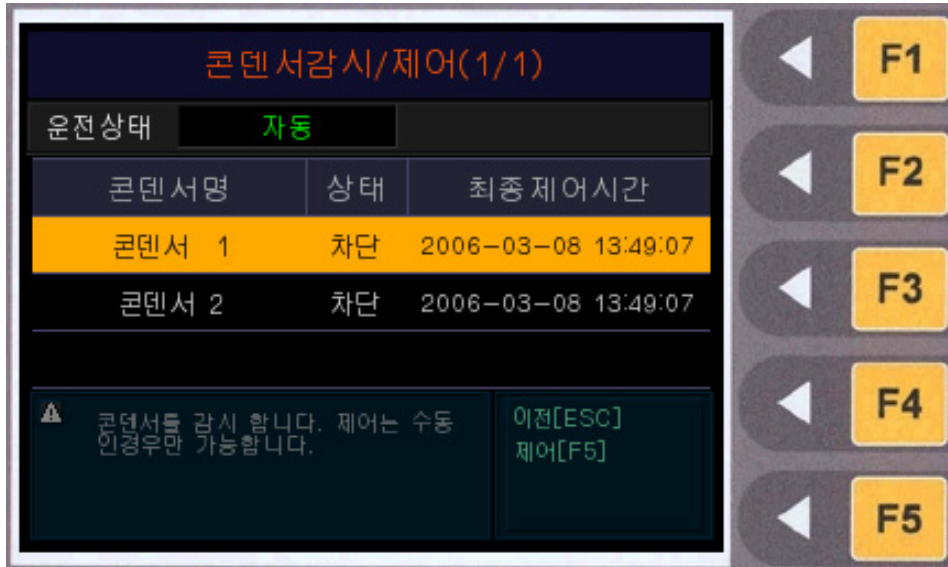 콘덴서감시/제어(1/1)
운전상태 자동
콘덴서명 상태 최종제어시간
콘덴서 1 차단 2006-03-08 13:49:07
콘덴서 2 차단 2006-03-08 13:49:07
콘덴서를 감시 합니다. 제어는 수동
인경우만 가능합니다.
이전[ESC]
제어[F5]
F1
F2
F3
F4
F5